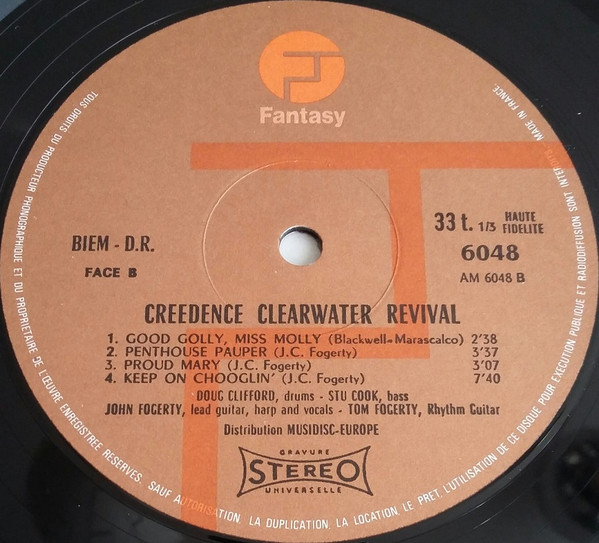 Fantasy
BIEM - D.R.
FACE B
33 t. 1/3 HAUTE FIDELITE
6048
AM 6048 B
CREEDENCE CLEARWATER REVIVAL
1. GOOD GOLLY, MISS MOLLY (Blackwell-Marascalco) 2'38
2. PENTHOUSE PAUPER (J.C. Fogerty) 3'37
3. PROUD MARY (J.C. Fogerty) 3'07
4. KEEP ON CHOOGLIN' (J.C. Fogerty) 7'40
DOUG CLIFFORD, drums - STU COOK, bass
JOHN FOGERTY, lead guitar, harp and vocals - TOM FOGERTY, Rhythm Guitar
Distribution MUSIDISC-EUROPE
GRAVURE
STEREO
UNIVERSELLE
TOUS DROITS DU PRODUCTEUR PHONOGRAPHIQUE ET DU PROPRIETAIRE DE L'ŒUVRE ENREGISTREE RESERVES. SAUF AUTORISATION. LA DUPLICATION. LA LOCATION. LE PRET. L'UTILISATION DE CE DISQUE POUR EXECUTION PUBLIQUE ET RADIODIFFUSION SONT INTERDITS. MADE IN FRANCE.